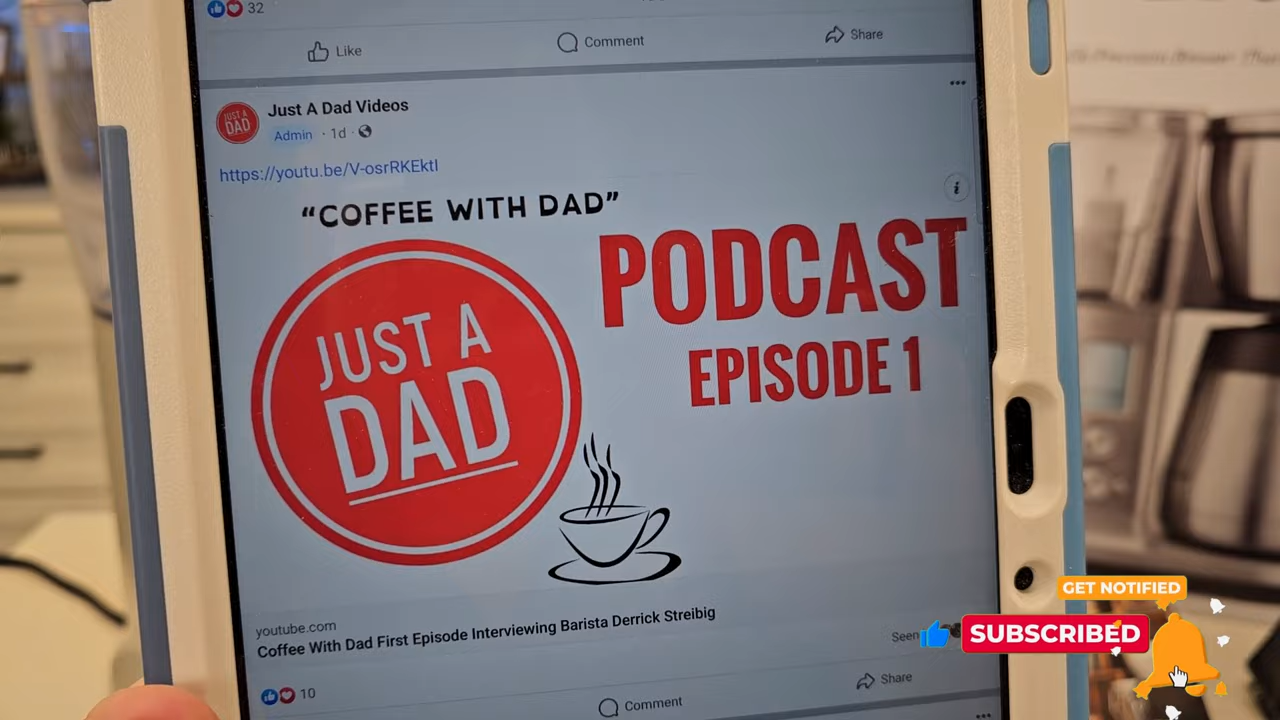 32
Like
Comment
Share
JUST A
DAD
Just A Dad Videos
Admin · 1d ·
https://youtu.be/V-osrRKEktI
"COFFEE WITH DAD"
PODCAST
EPISODE 1
JUST A
DAD
youtube.com
Coffee With Dad First Episode Interviewing Barista Derrick Streibig
Seen
10
Comment
Share
GET NOTIFIED
SUBSCRIBED